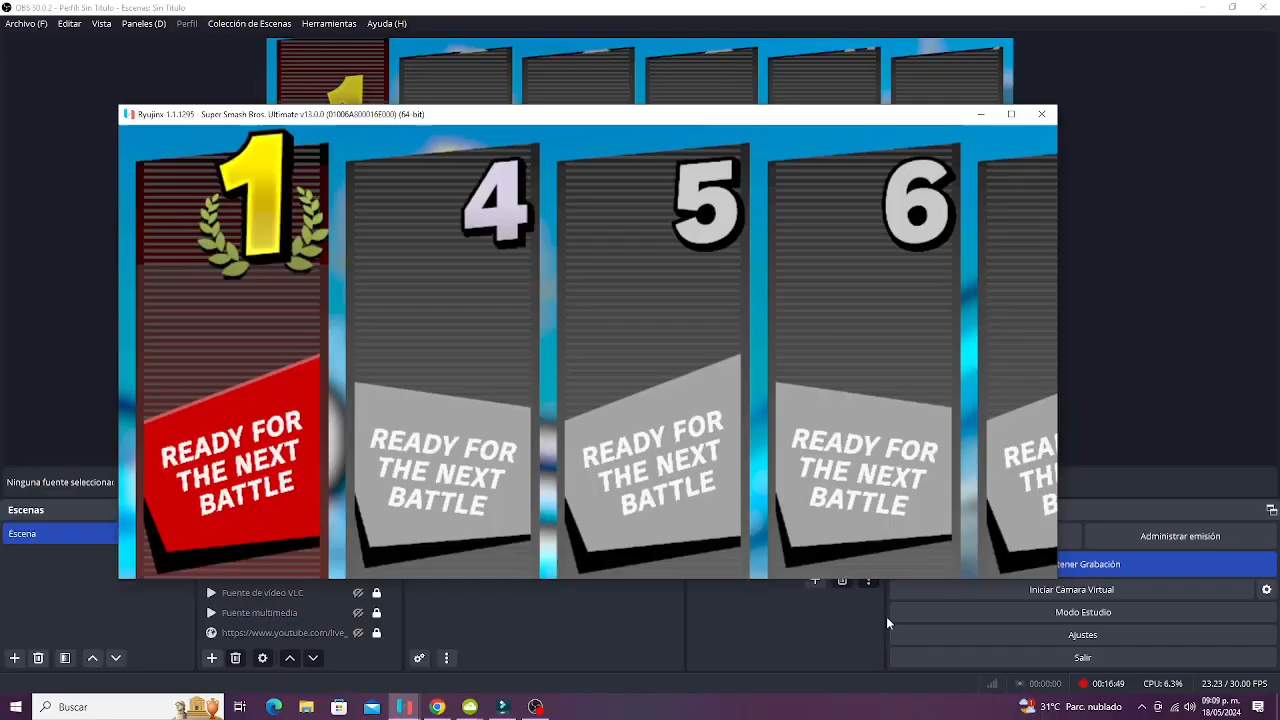 OBS 30.0.2 - Perfil: Sin Título - Escenas: Sin Título
Archivo (F) Editar Vista Paneles (D) Perfil Colección de Escenas Herramientas Ayuda (H)
1
Ryujinx 1.1.1295 - Super Smash Bros. Ultimate v13.0.0 (01006A800016E000) (64-bit)
1
4
5
6
READY FOR
THE NEXT
BATTLE
READY FOR
THE NEXT
BATTLE
READY FOR
THE NEXT
BATTLE
READY FOR
THE NEXT
BATTLE
REA
TH
B
Ninguna fuente seleccionar
Escenas
Escena
Administrar emisión
tener Grabación
Fuente de vídeo VLC
Iniciar Cámara Virtual
Fuente multimedia
Modo Estudio
https://www.youtube.com/live_
Ajustes
Salir
00:00:00
00:16:49
CPU: 6.3%
23.23 / 30.00 FPS
Buscar
31°C Parc. nublado
09:09 p. m.
18/05/2024